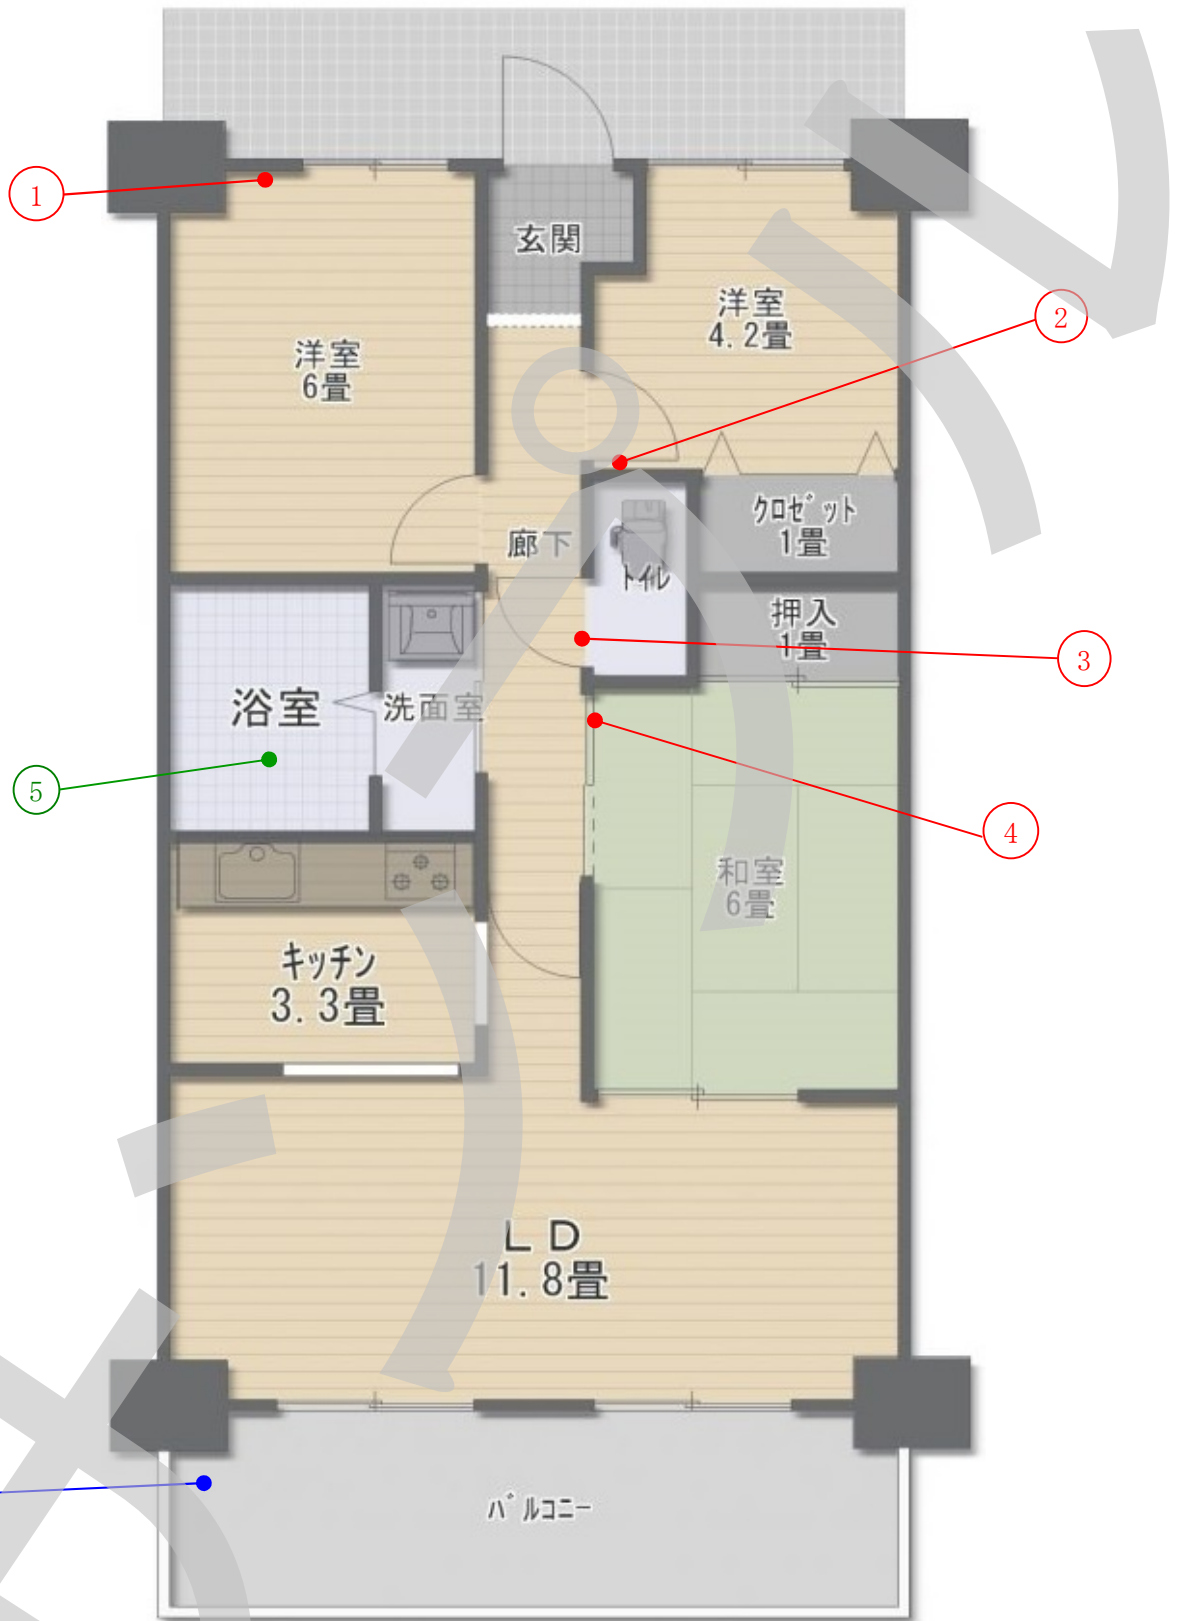 ①
玄関
洋室
4.2畳
②
洋室
6畳
クロゼット
1畳
廊下
トイレ
押入
1畳
③
浴室
洗面室
④
⑤
和室
6畳
キッチン
3.3畳
LD
11.8畳
バルコニー